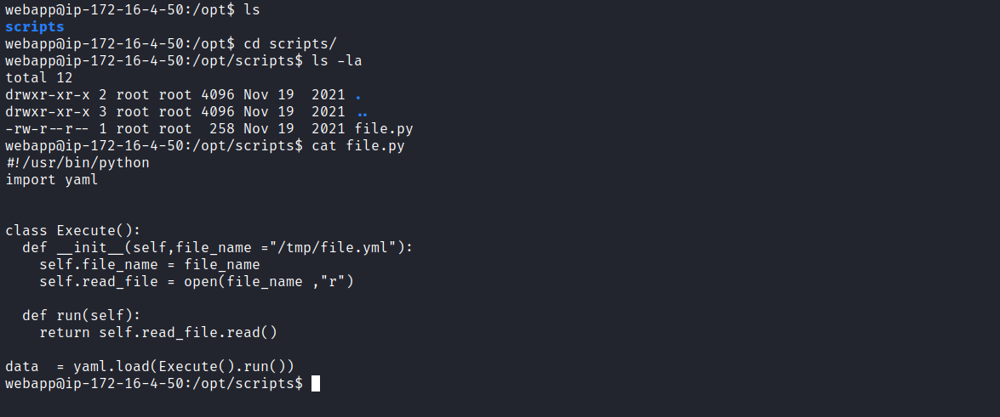 webapp@ip-172-16-4-50:/opt$ ls
scripts
webapp@ip-172-16-4-50:/opt$ cd scripts/
webapp@ip-172-16-4-50:/opt/scripts$ ls -la
total 12
drwxr-xr-x 2 root root 4096 Nov 19  2021 .
drwxr-xr-x 3 root root 4096 Nov 19  2021 ..
-rw-r--r-- 1 root root  258 Nov 19  2021 file.py
webapp@ip-172-16-4-50:/opt/scripts$ cat file.py
#!/usr/bin/python
import yaml
class Execute():
  def __init__(self,file_name ="/tmp/file.yml"):
    self.file_name = file_name
    self.read_file = open(file_name ,"r")
  def run(self):
    return self.read_file.read()
data  = yaml.load(Execute().run())
webapp@ip-172-16-4-50:/opt/scripts$